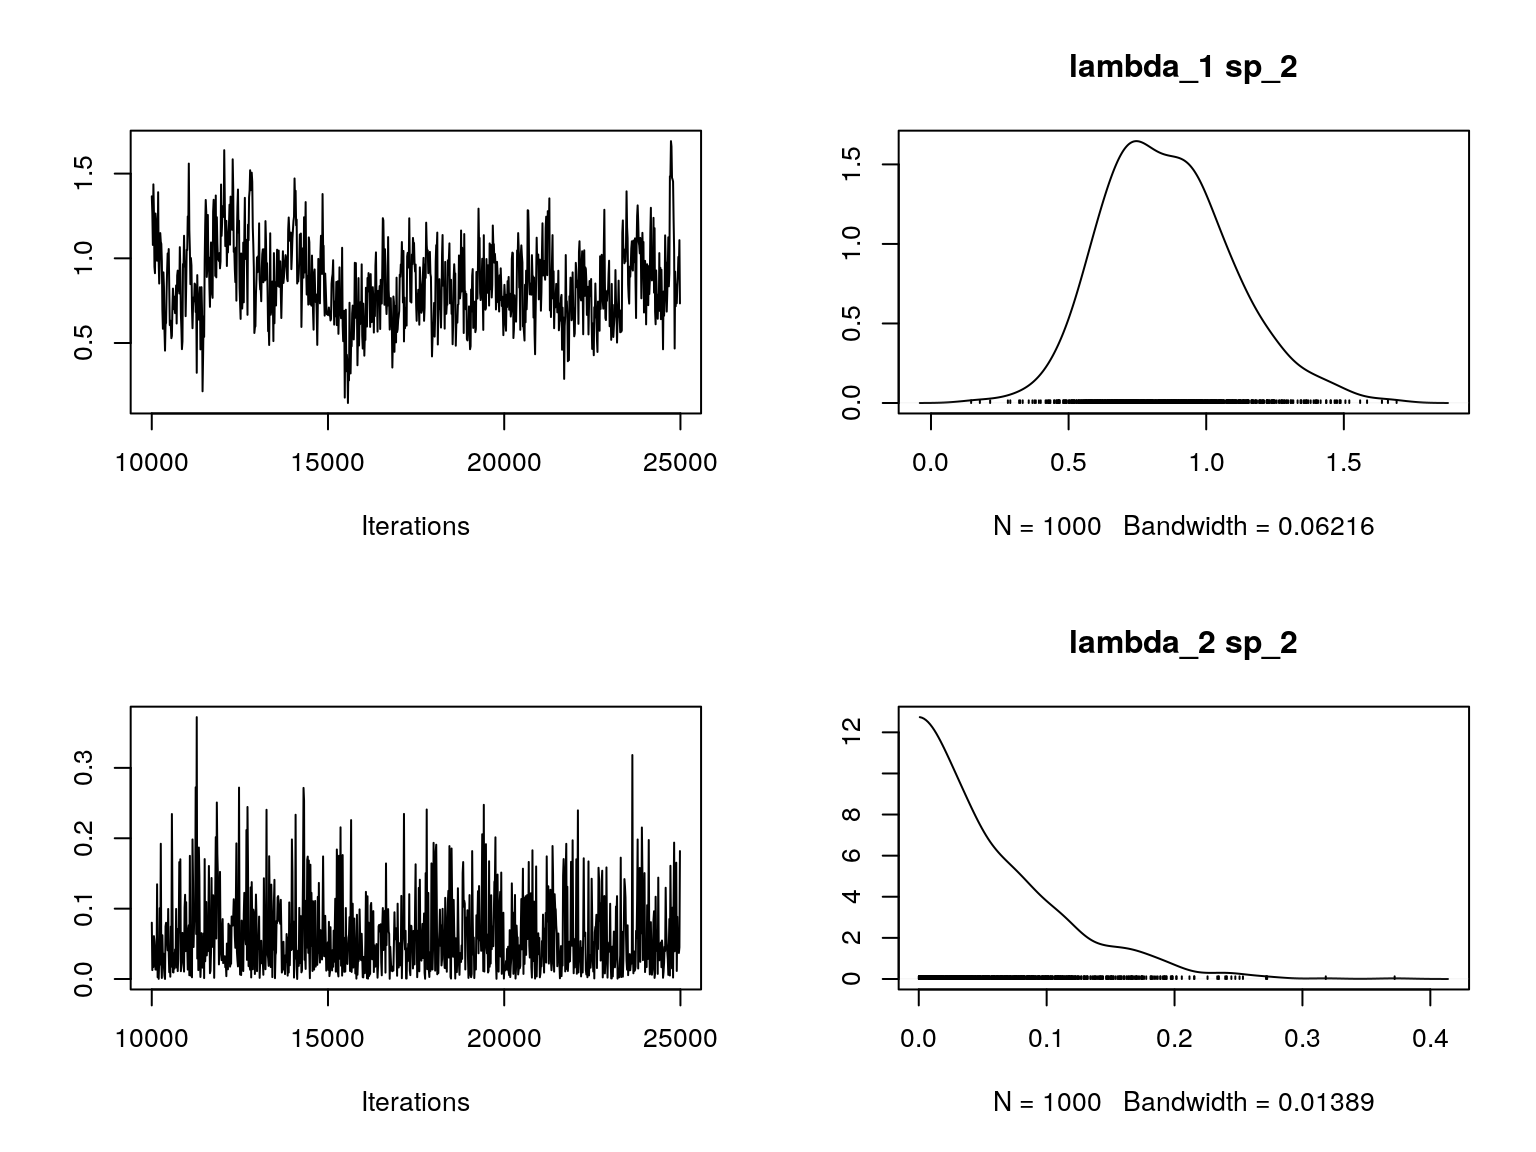 lambda_1 sp_2
1.5
1.0
0.5
10000 15000 20000 25000
Iterations
1.5
1.0
0.5
0.0
0.0 0.5 1.0 1.5
N = 1000 Bandwidth = 0.06216
lambda_2 sp_2
0.3
0.2
0.1
0.0
10000 15000 20000 25000
Iterations
12
8
6
4
2
0
0.0 0.1 0.2 0.3 0.4
N = 1000 Bandwidth = 0.01389